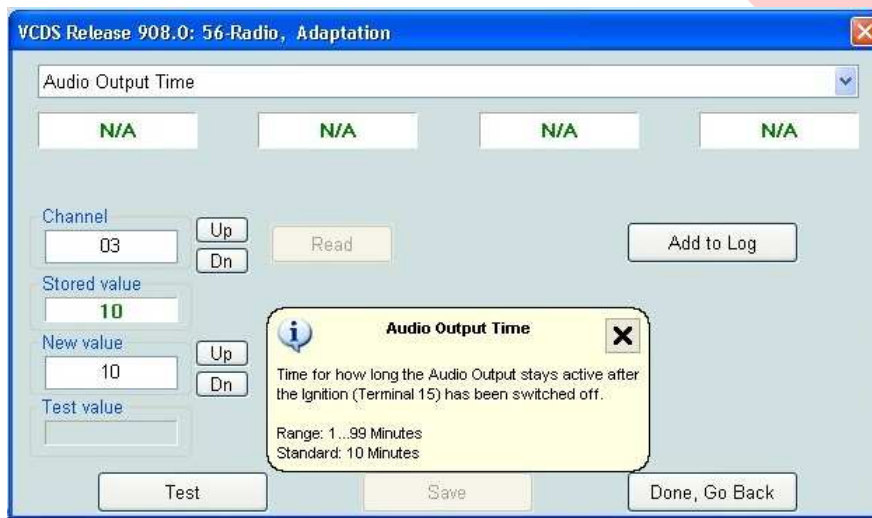 VCDS Release 908.0: 56-Radio,  Adaptation
Audio Output Time
N/A N/A N/A N/A
Channel
03
Up
Dn
Read
Add to Log
Stored value
10
New value
10
Up
Dn
Test value
Audio Output Time
Time for how long the Audio Output stays active after
the Ignition (Terminal 15) has been switched off.
Range: 1...99 Minutes
Standard: 10 Minutes
Test
Save
Done, Go Back